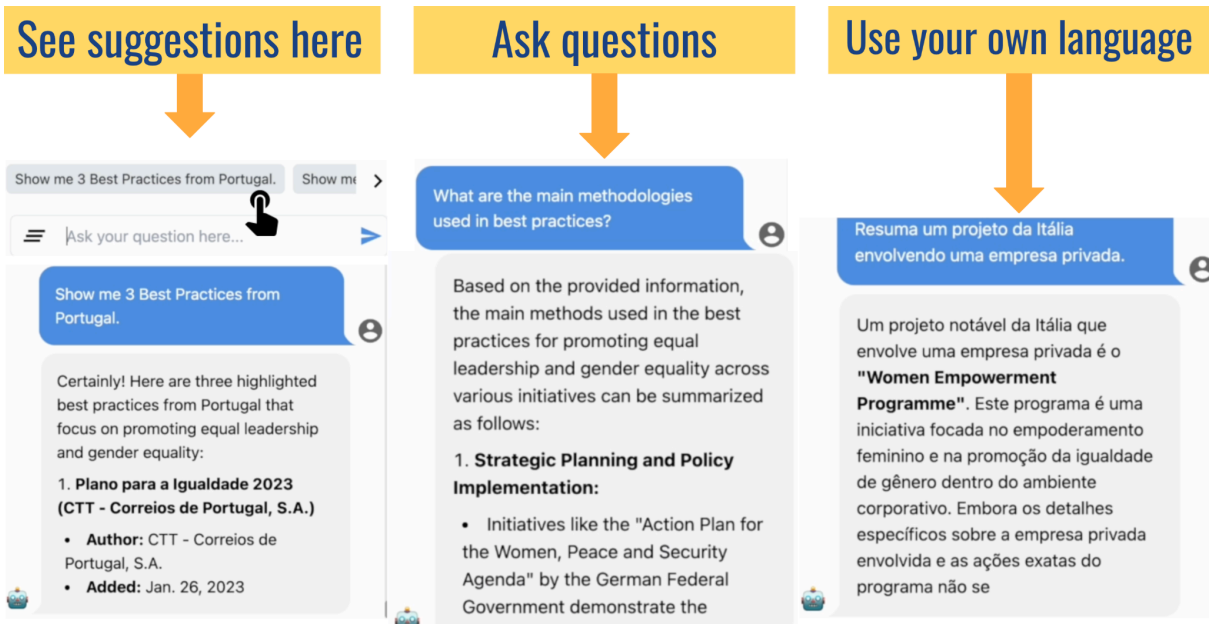 See suggestions here
Show me 3 Best Practices from Portugal.
Show me
Ask your question here...
Show me 3 Best Practices from
Portugal.
Certainly! Here are three highlighted
best practices from Portugal that
focus on promoting equal leadership
and gender equality:
1. Plano para a Igualdade 2023
(CTT - Correios de Portugal, S.A.)
• Author: CTT - Correios de
Portugal, S.A.
• Added: Jan. 26, 2023
Ask questions
What are the main methodologies
used in best practices?
Based on the provided information,
the main methods used in the best
practices for promoting equal
leadership and gender equality across
various initiatives can be summarized
as follows:
1. Strategic Planning and Policy
Implementation:
• Initiatives like the "Action Plan for
the Women, Peace and Security
Agenda" by the German Federal
Government demonstrate the
Use your own language
Resuma um projeto da Itália
envolvendo uma empresa privada.
Um projeto notável da Itália que
envolve uma empresa privada é o
"Women Empowerment
Programme". Este programa é uma
iniciativa focada no empoderamento
feminino e na promoção da igualdade
de gênero dentro do ambiente
corporativo. Embora os detalhes
específicos sobre a empresa privada
envolvida e as ações exatas do
programa não se